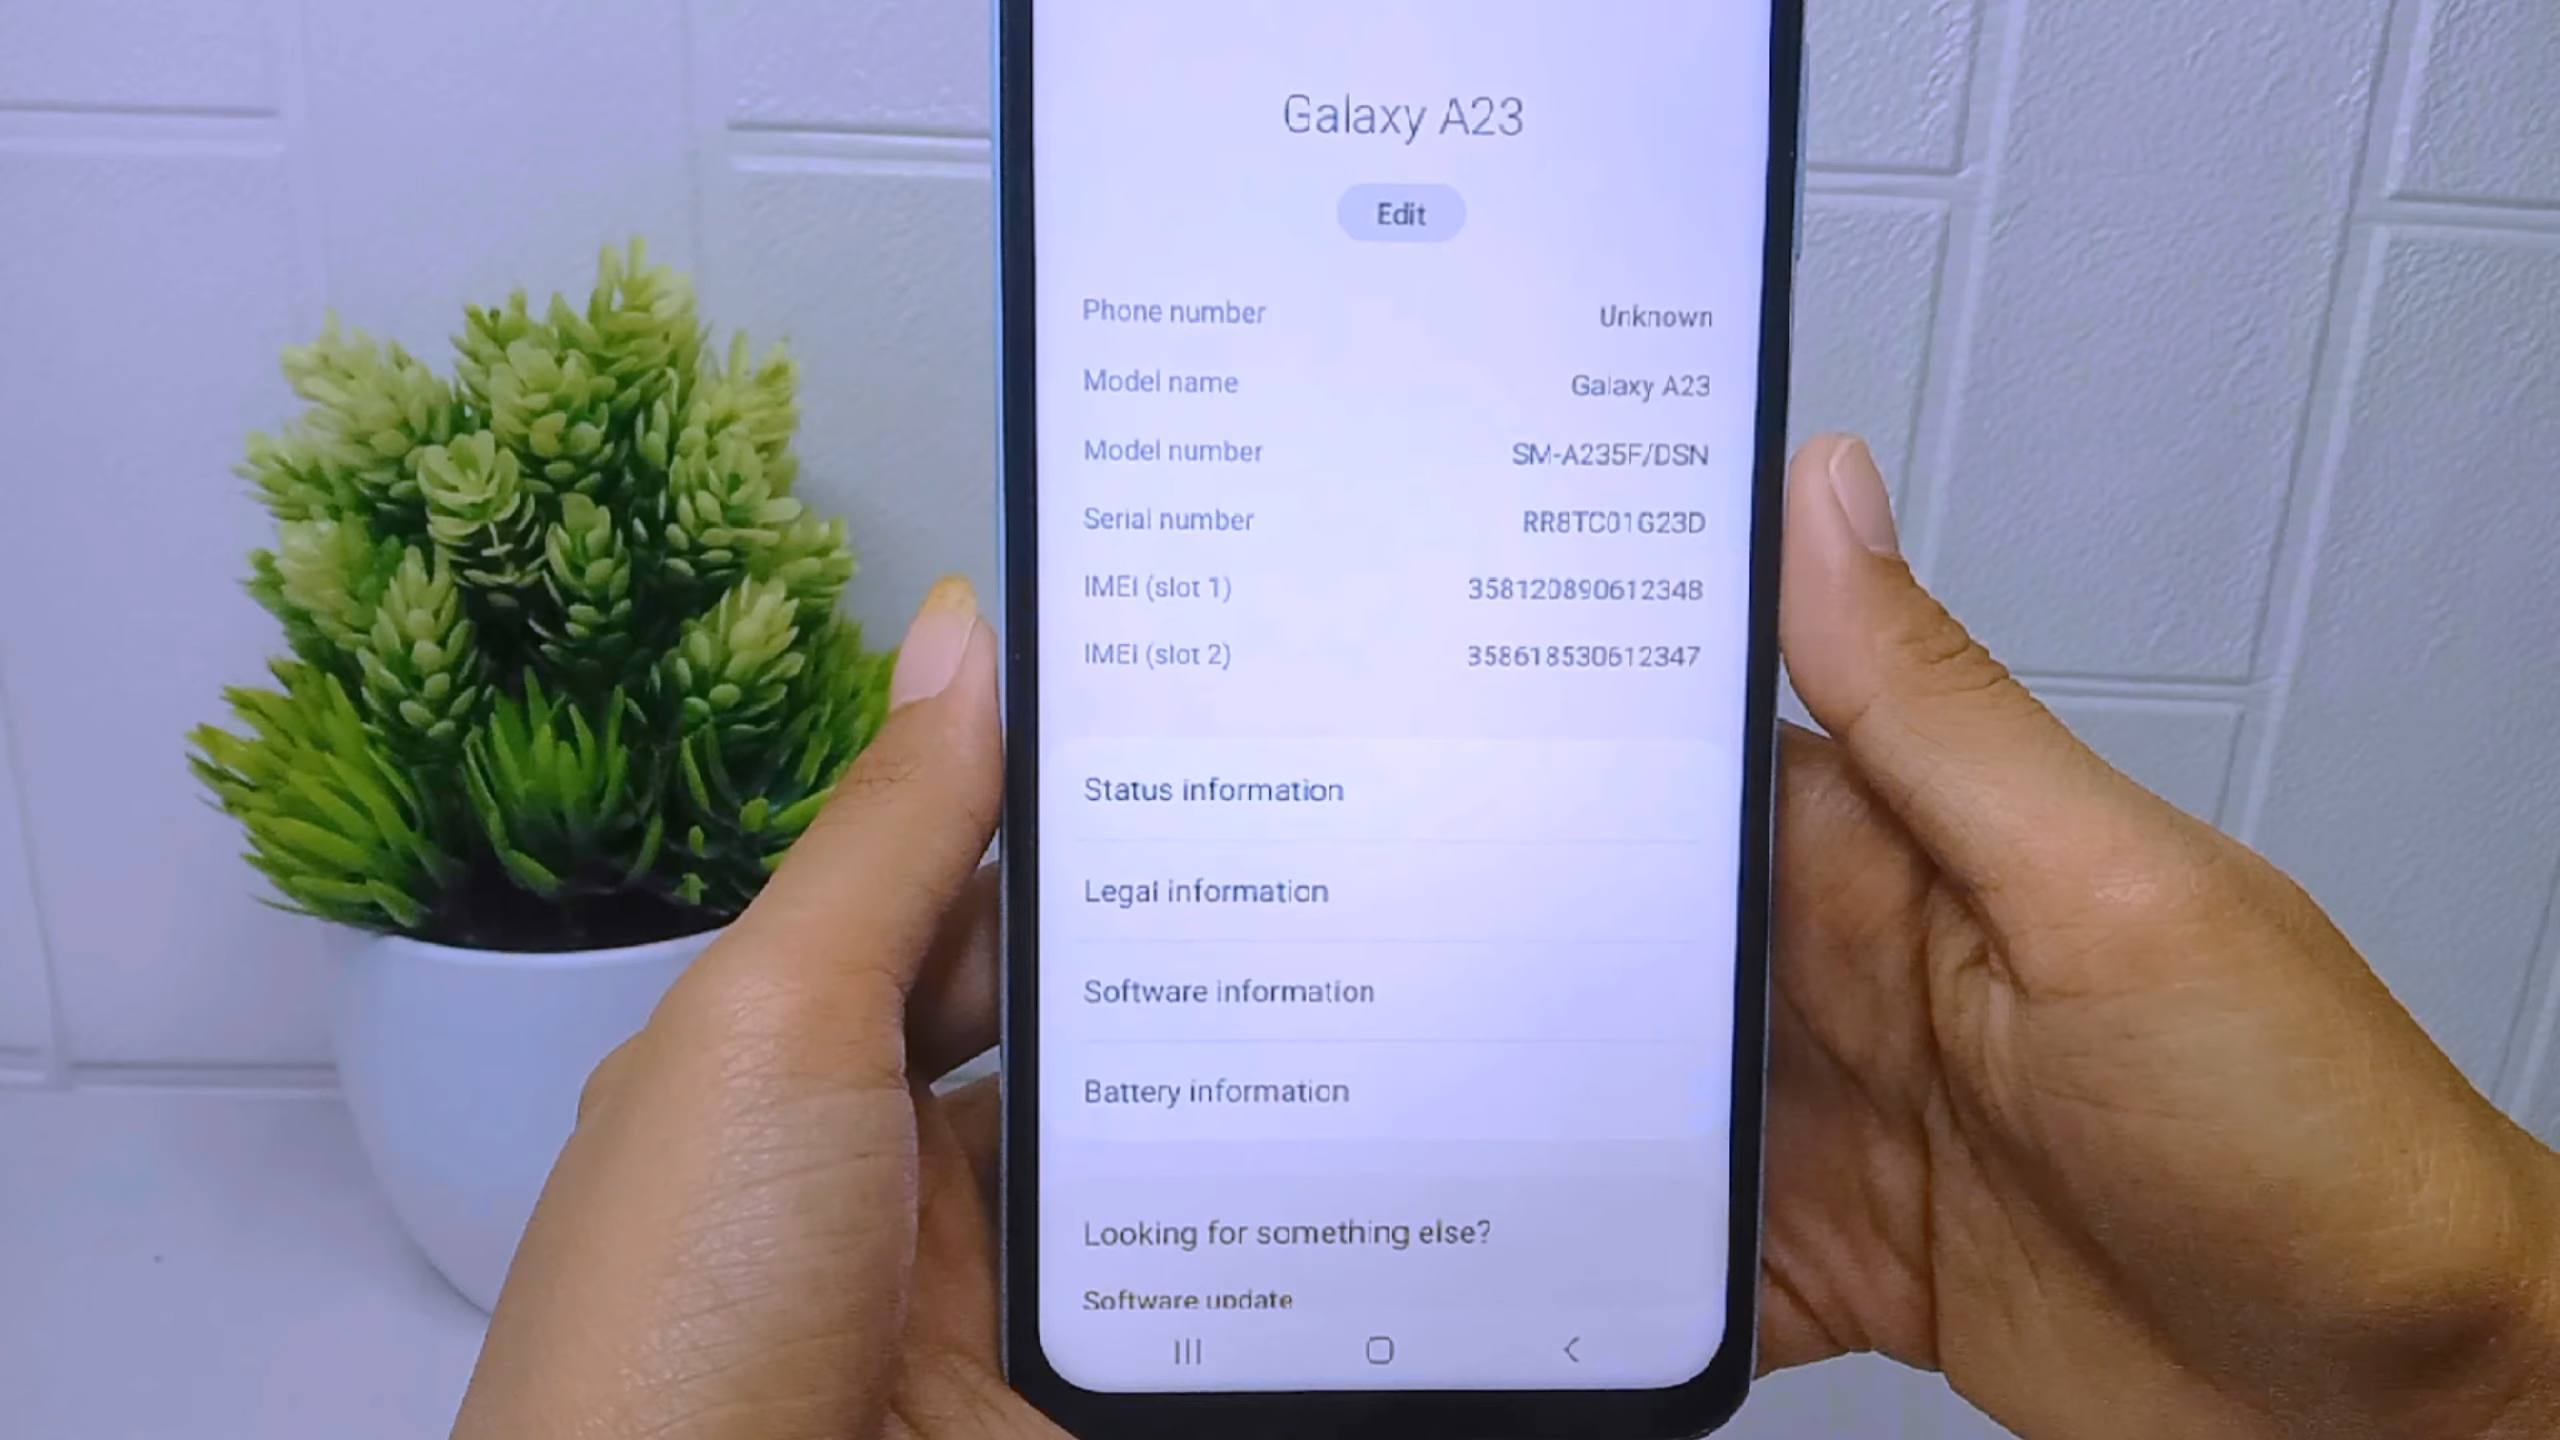 Galaxy A23
Edit
Phone number Unknown
Model name Galaxy A23
Model number SM-A235F/DSN
Serial number RR8TC01G23D
IMEI (slot 1) 358120890612348
IMEI (slot 2) 358618530612347
Status information
Legal information
Software information
Battery information
Looking for something else?
Software update